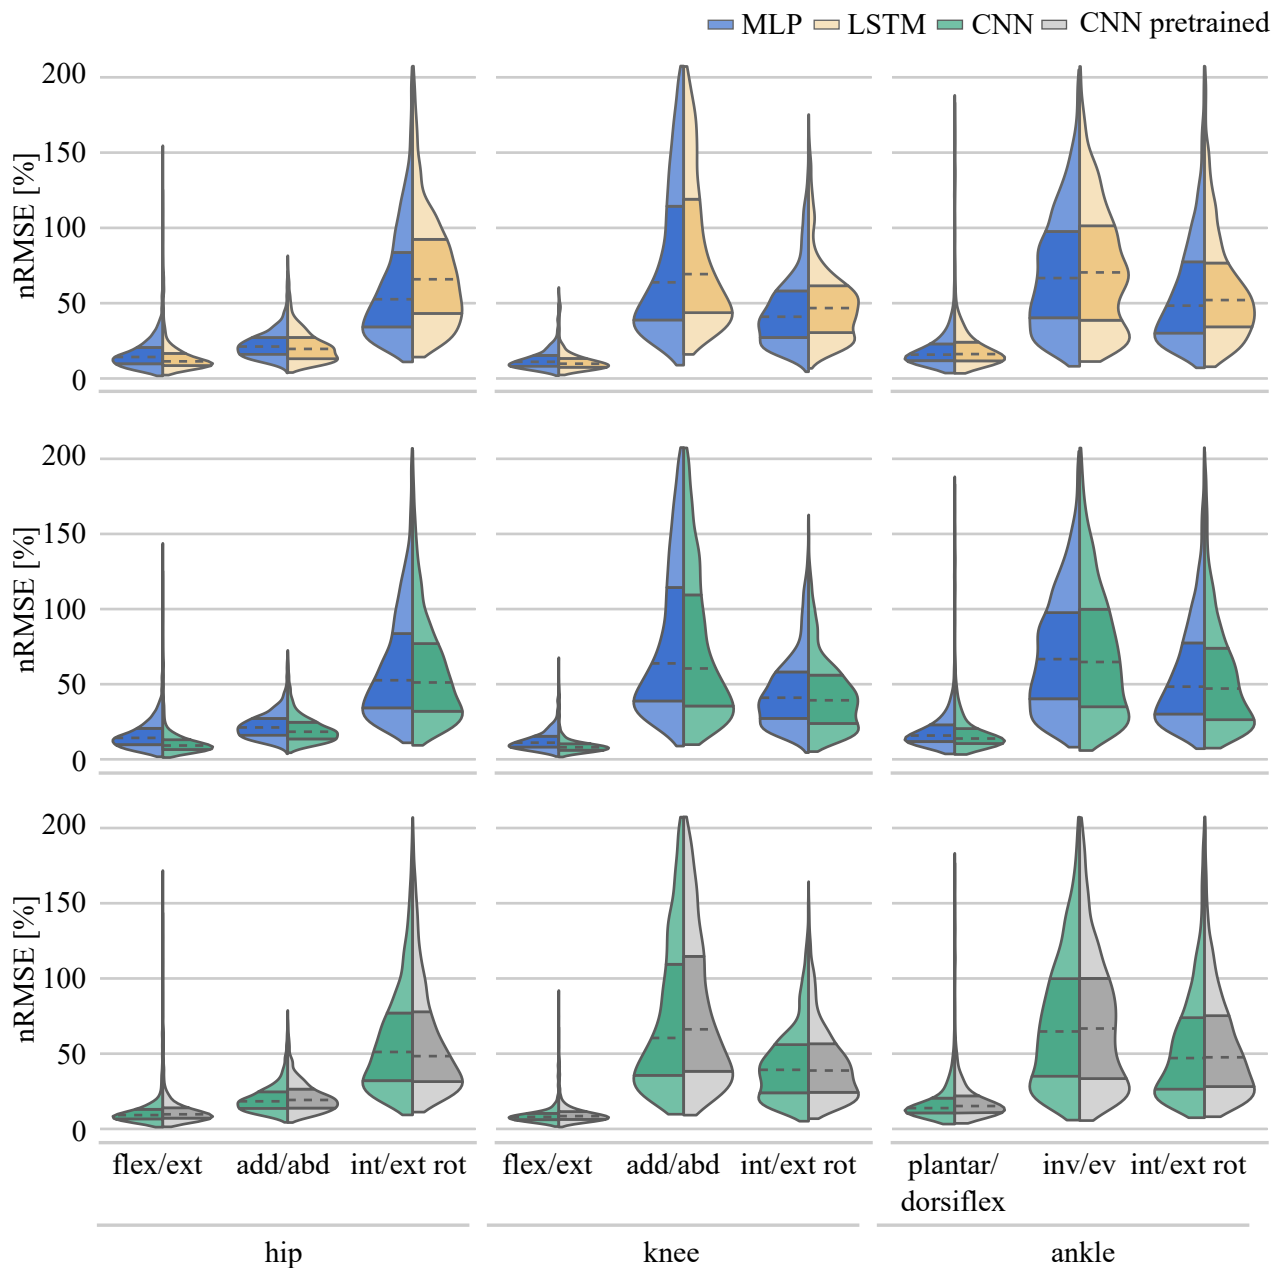 MLP LSTM CNN CNN pretrained
200
150
100
50
0
nRMSE [%]
200
150
100
50
0
nRMSE [%]
200
150
100
50
0
nRMSE [%]
flex/ext add/abd int/ext rot flex/ext add/abd int/ext rot plantar/ inv/ev int/ext rot
dorsiflex
hip knee ankle